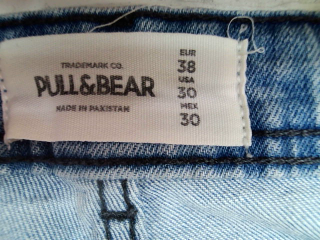 TRADEMARK CO.
PULL&BEAR
MADE IN PAKISTAN
EUR
38
USA
30
MEX
30